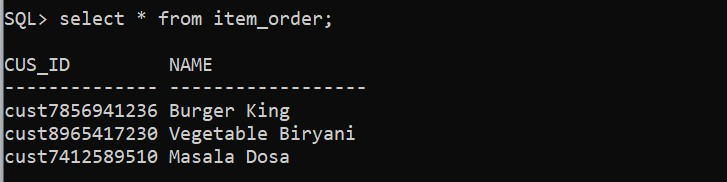 SQL> select * from item_order;
CUS_ID NAME
-------------- ------------------
cust7856941236 Burger King
cust8965417230 Vegetable Biryani
cust7412589510 Masala Dosa